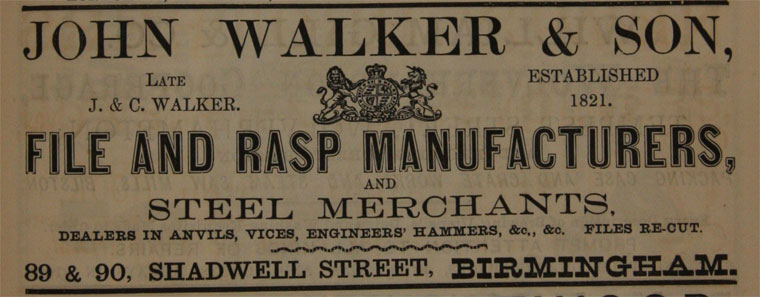 JOHN WALKER & SON,
LATE
J. & C. WALKER.
ESTABLISHED
1821.
FILE AND RASP MANUFACTURERS,
AND
STEEL MERCHANTS,
DEALERS IN ANVILS, VICES, ENGINEERS' HAMMERS, &c., &c. FILES RE-CUT.
89 & 90, SHADWELL STREET, BIRMINGHAM.